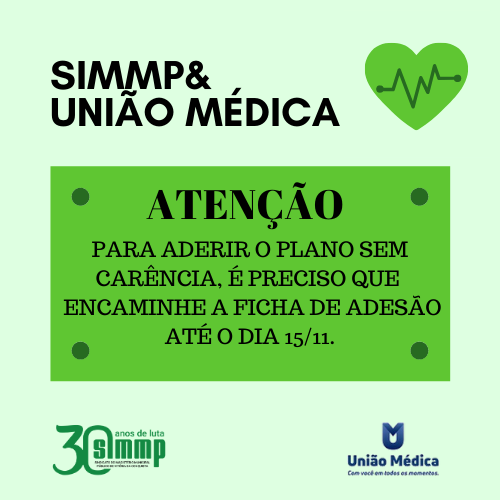 SIMMP&
UNIÃO MÉDICA
ATENÇÃO
PARA ADERIR O PLANO SEM
CARÊNCIA, É PRECISO QUE
ENCAMINHE A FICHA DE ADESÃO
ATÉ O DIA 15/11.
30 anos de luta
sımmp
União Médica
Com você em todos os momentos.